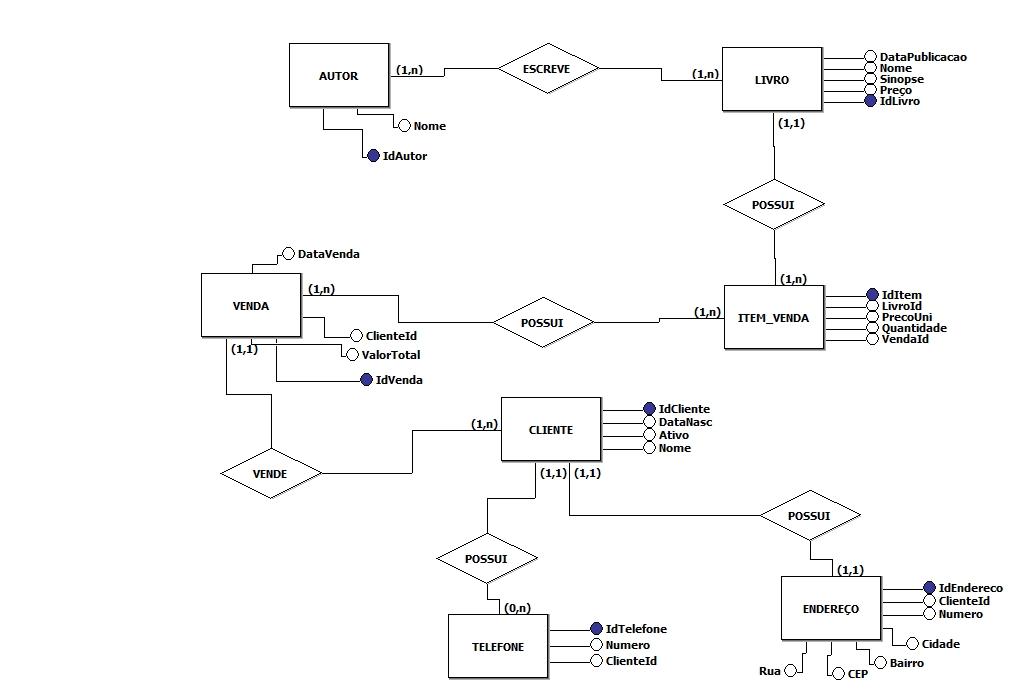 AUTOR
(1,n)
ESCREVE
(1,n)
LIVRO
DataPublicacao
Nome
Sinopse
Preço
IdLivro
Nome
IdAutor
(1,1)
POSSUI
(1,n)
DataVenda
VENDA
(1,n)
POSSUI
(1,n)
ITEM_VENDA
IdItem
LivroId
PrecoUni
Quantidade
VendaId
ClienteId
(1,1)
ValorTotal
IdVenda
VENDE
(1,n)
CLIENTE
IdCliente
DataNasc
Ativo
Nome
(1,1)
(1,1)
POSSUI
POSSUI
(1,1)
ENDEREÇO
IdEndereco
ClienteId
Numero
Cidade
Bairro
CEP
Rua
(0,n)
TELEFONE
IdTelefone
Numero
ClienteId